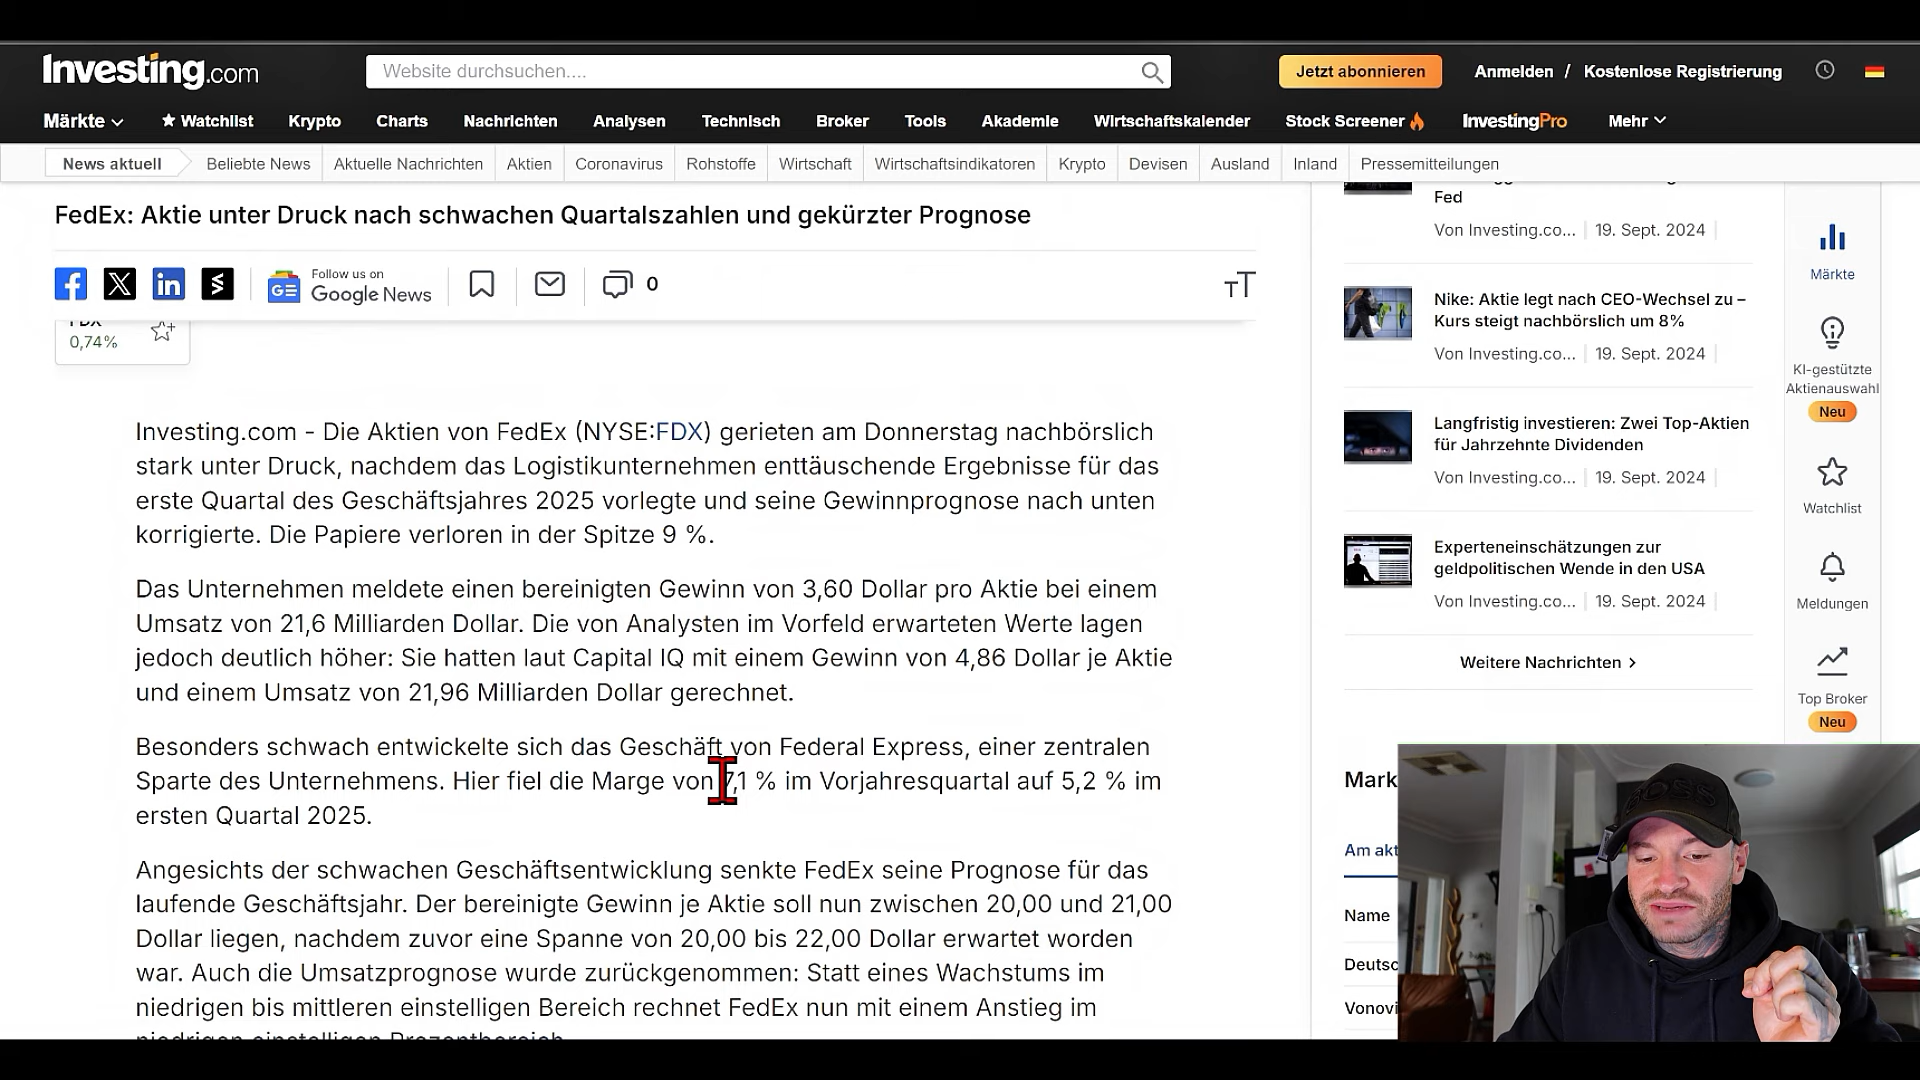 Investing.com
Website durchsuchen....
Jetzt abonnieren
Anmelden / Kostenlose Registrierung
Märkte
Watchlist
Krypto
Charts
Nachrichten
Analysen
Technisch
Broker
Tools
Akademie
Wirtschaftskalender
Stock Screener
InvestingPro
Mehr
News aktuell
Beliebte News
Aktuelle Nachrichten
Aktien
Coronavirus
Rohstoffe
Wirtschaft
Wirtschaftsindikatoren
Krypto
Devisen
Ausland
Inland
Pressemitteilungen
FedEx: Aktie unter Druck nach schwachen Quartalszahlen und gekürzter Prognose
Follow us on
Google News
GE
0
TT
FDX
0,74%
Investing.com - Die Aktien von FedEx (NYSE:FDX) gerieten am Donnerstag nachbörslich
stark unter Druck, nachdem das Logistikunternehmen enttäuschende Ergebnisse für das
erste Quartal des Geschäftsjahres 2025 vorlegte und seine Gewinnprognose nach unten
korrigierte. Die Papiere verloren in der Spitze 9 %.
Das Unternehmen meldete einen bereinigten Gewinn von 3,60 Dollar pro Aktie bei einem
Umsatz von 21,6 Milliarden Dollar. Die von Analysten im Vorfeld erwarteten Werte lagen
jedoch deutlich höher: Sie hatten laut Capital IQ mit einem Gewinn von 4,86 Dollar je Aktie
und einem Umsatz von 21,96 Milliarden Dollar gerechnet.
Besonders schwach entwickelte sich das Geschäft von Federal Express, einer zentralen
Sparte des Unternehmens. Hier fiel die Marge von 7,1 % im Vorjahresquartal auf 5,2 % im
ersten Quartal 2025.
Angesichts der schwachen Geschäftsentwicklung senkte FedEx seine Prognose für das
laufende Geschäftsjahr. Der bereinigte Gewinn je Aktie soll nun zwischen 20,00 und 21,00
Dollar liegen, nachdem zuvor eine Spanne von 20,00 bis 22,00 Dollar erwartet worden
war. Auch die Umsatzprognose wurde zurückgenommen: Statt eines Wachstums im
niedrigen bis mittleren einstelligen Bereich rechnet FedEx nun mit einem Anstieg im
niedrigen einstelligen Prozentbereich.
Fed
Von Investing.co... 19. Sept. 2024
Nike: Aktie legt nach CEO-Wechsel zu –
Kurs steigt nachbörslich um 8%
Von Investing.co... 19. Sept. 2024
Langfristig investieren: Zwei Top-Aktien
für Jahrzehnte Dividenden
Von Investing.co... 19. Sept. 2024
Experteneinschätzungen zur
geldpolitischen Wende in den USA
Von Investing.co... 19. Sept. 2024
Weitere Nachrichten
Mark
Am akt
Name
Deutsc
Vonovi
Märkte
KI-gestützte
Aktienauswahl
Neu
Watchlist
Meldungen
Top Broker
Neu
BOSS